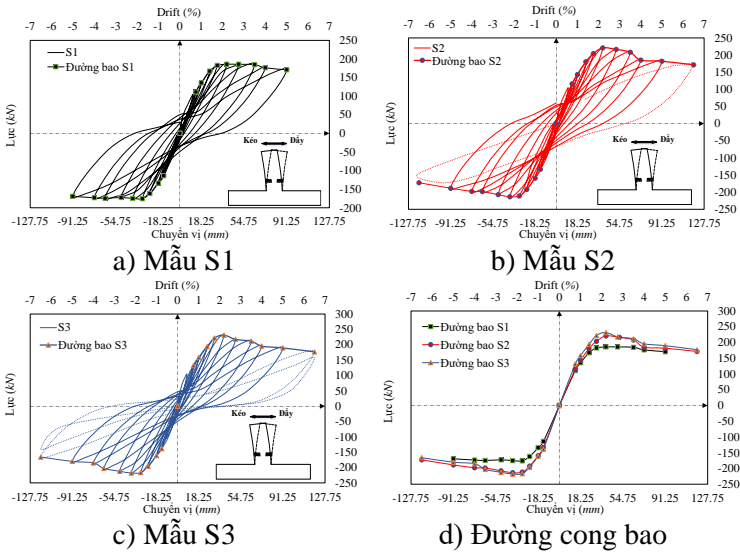 Drift (%)
-7 -6 -5 -4 -3 -2 -1 0 1 2 3 4 5 6 7
S1
Đường bao S1
Lực (kN)
250
200
150
100
50
0
-50
-100
-150
-200
Kéo Đẩy
-127.75 -91.25 -54.75 -18.25 18.25 54.75 91.25 127.75
Chuyển vị (mm)
a) Mẫu S1
Drift (%)
-7 -6 -5 -4 -3 -2 -1 0 1 2 3 4 5 6 7
S2
Đường bao S2
Lực (kN)
250
200
150
100
50
0
-50
-100
-150
-200
-250
Kéo Đẩy
-127.75 -91.25 -54.75 -18.25 18.25 54.75 91.25 127.75
Chuyển vị (mm)
b) Mẫu S2
Drift (%)
-7 -6 -5 -4 -3 -2 -1 0 1 2 3 4 5 6 7
S3
Đường bao S3
Lực (kN)
300
250
200
150
100
50
0
-50
-100
-150
-200
-250
Kéo Đẩy
-127.75 -91.25 -54.75 -18.25 18.25 54.75 91.25 127.75
Chuyển vị (mm)
c) Mẫu S3
Drift (%)
-7 -6 -5 -4 -3 -2 -1 0 1 2 3 4 5 6 7
Đường bao S1
Đường bao S2
Đường bao S3
Lực (kN)
300
250
200
150
100
50
0
-50
-100
-150
-200
-250
-127.75 -91.25 -54.75 -18.25 18.25 54.75 91.25 127.75
Chuyển vị (mm)
d) Đường cong bao